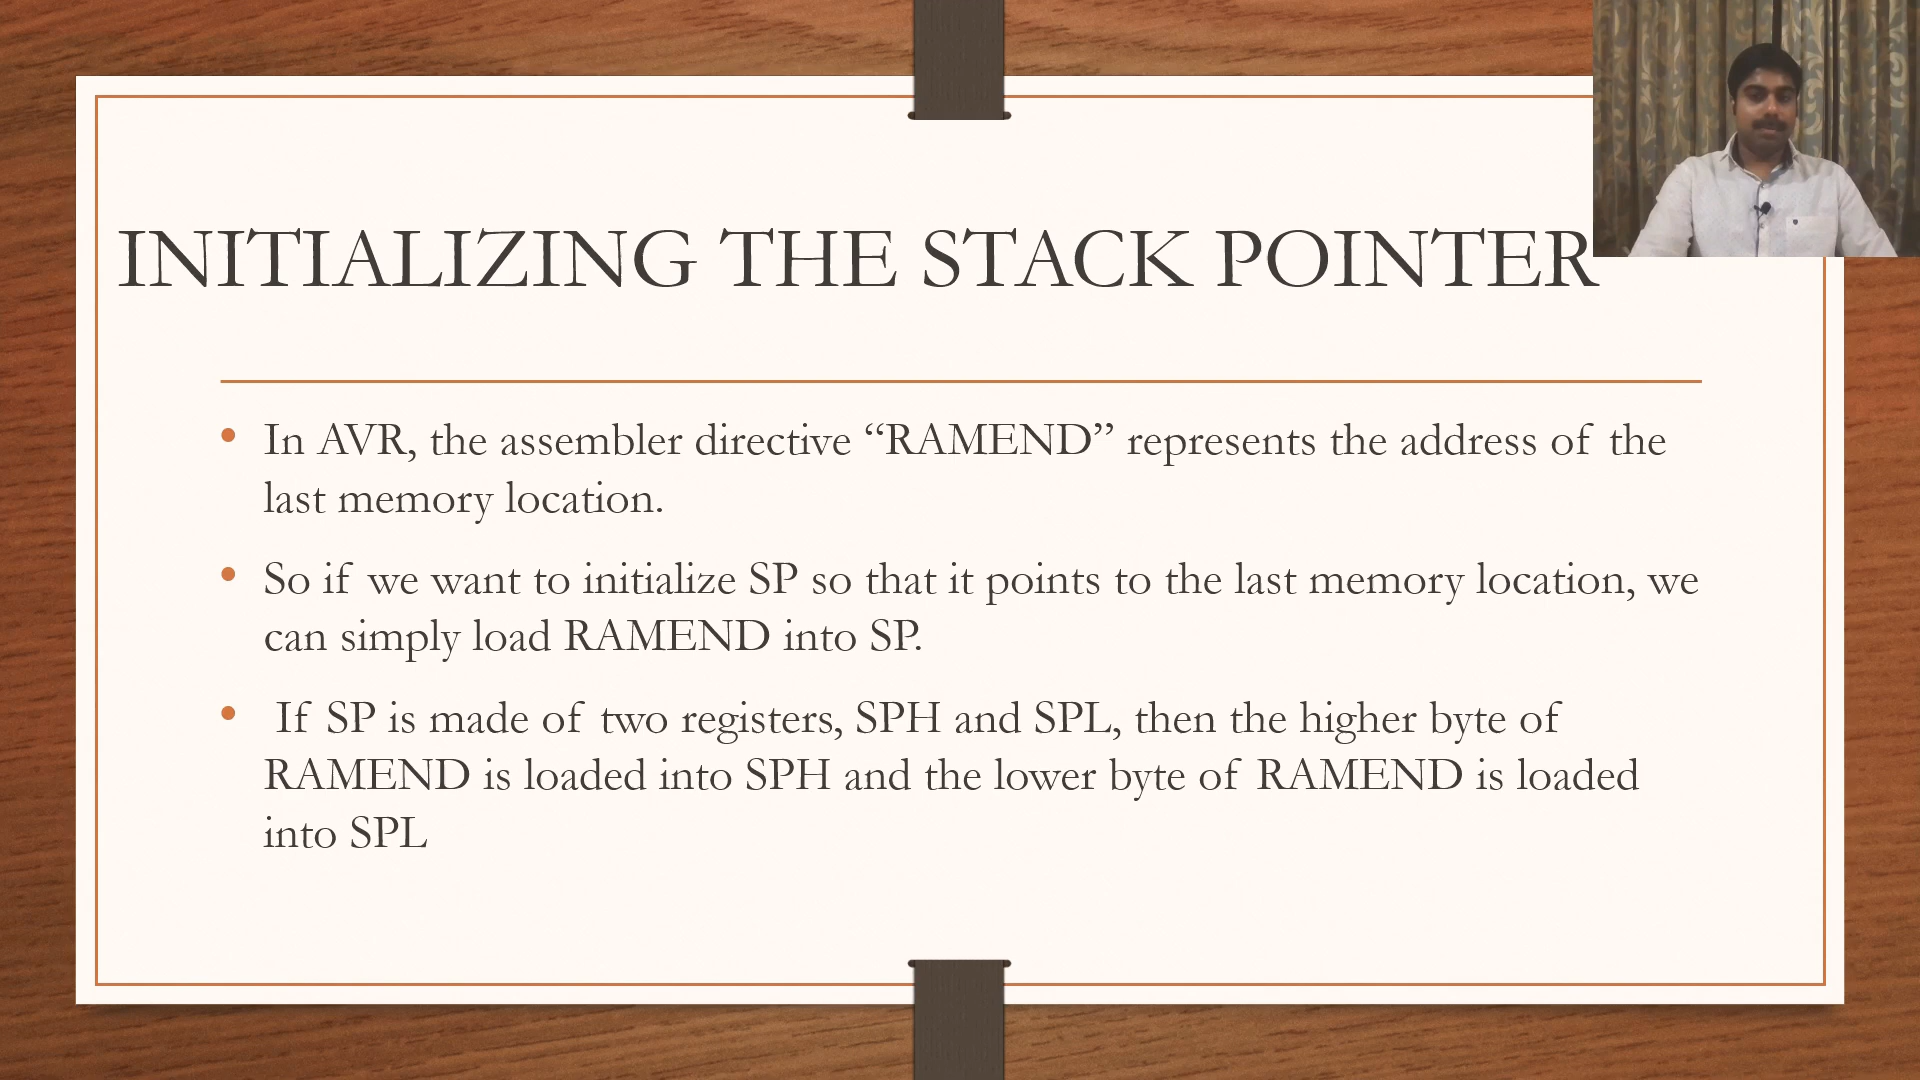 INITIALIZING THE STACK POINTER
• In AVR, the assembler directive “RAMEND” represents the address of the
last memory location.
• So if we want to initialize SP so that it points to the last memory location, we
can simply load RAMEND into SP.
• If SP is made of two registers, SPH and SPL, then the higher byte of
RAMEND is loaded into SPH and the lower byte of RAMEND is loaded
into SPL